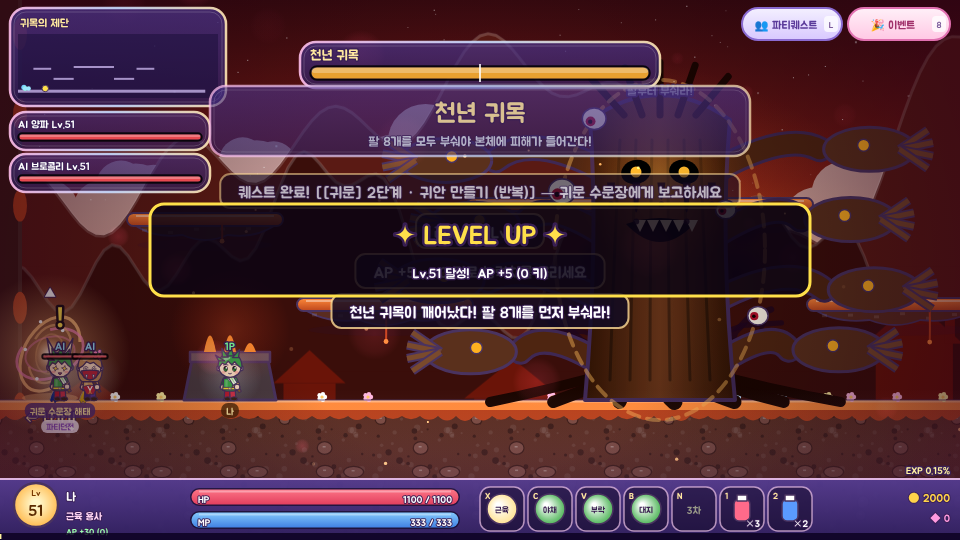 귀목의 제단
AI 양파 Lv.51
AI 브로콜리 Lv.51
천년 귀목
👥 파티퀘스트 L
🎉 이벤트 8
천년 귀목
팔 8개를 모두 부숴야 본체에 피해가 들어간다!
퀘스트 완료! [[귀문] 2단계 · 귀안 만들기 (반복)] — 귀문 수문장에게 보고하세요
✦ LEVEL UP ✦
Lv.51 달성! AP +5 (0 키)
천년 귀목이 깨어났다! 팔 8개를 먼저 부숴라!
!
AI AI
1P
나
귀문 수문장 해태
파티던전
EXP 0.15%
Lv
51
나
근육 용사
AP +30 (0)
HP 1100 / 1100
MP 333 / 333
X 근육
C 야채
V 부락
B 대지
N 3차
1 ×3
2 ×2
2000
0